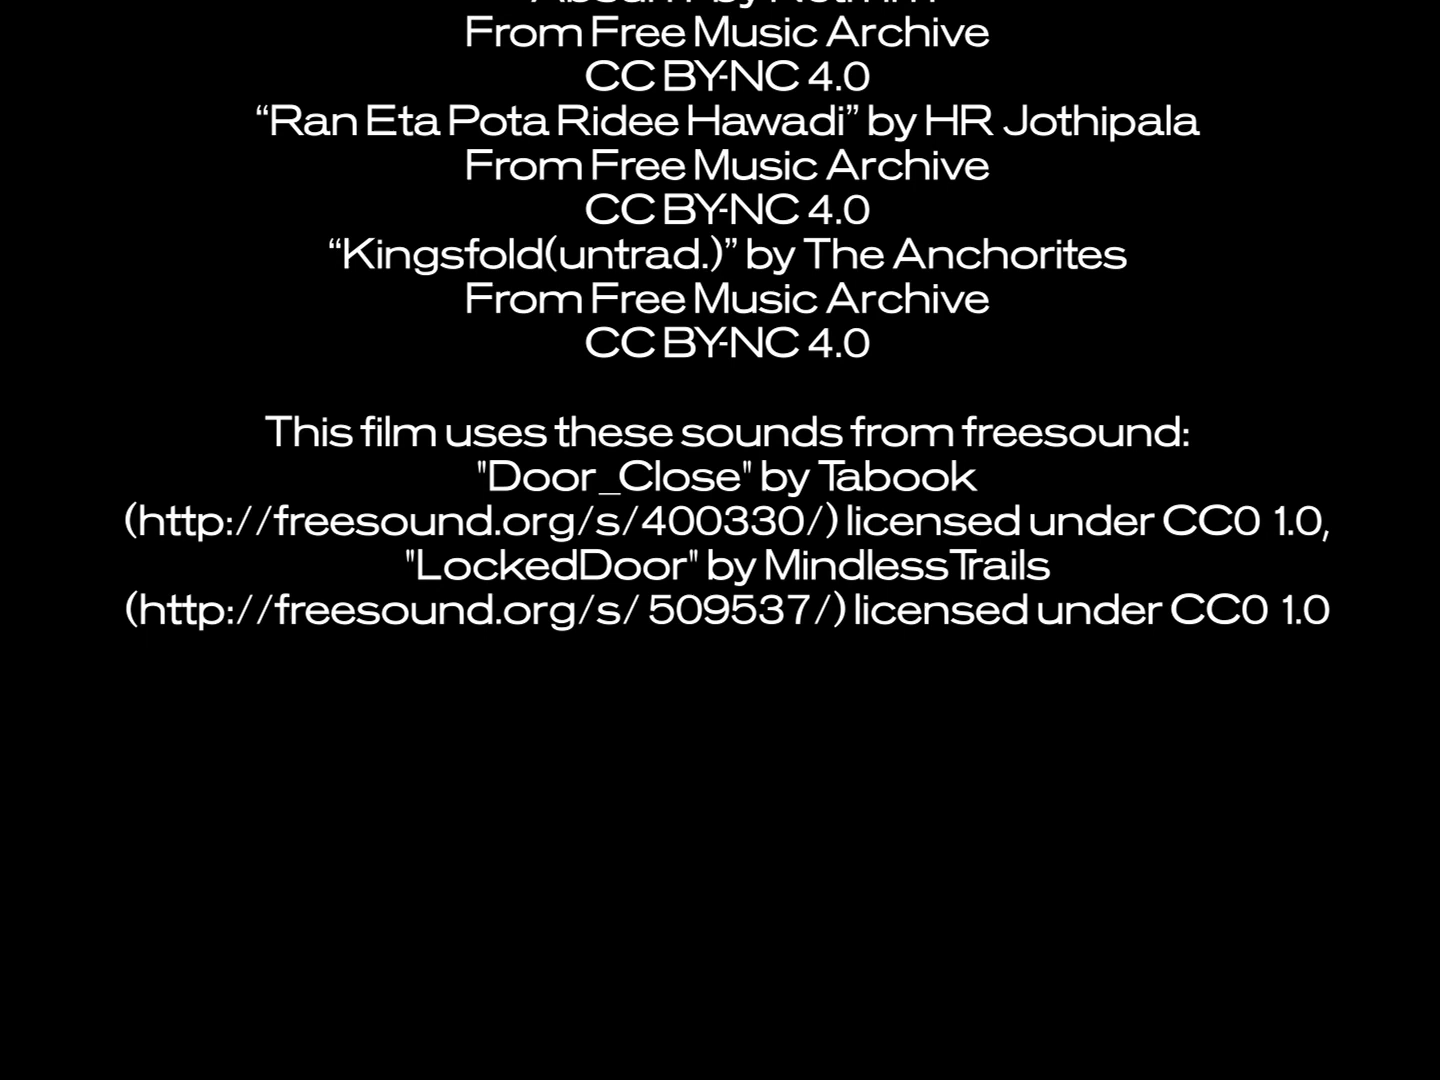 From Free Music Archive
CC BY-NC 4.0
“Ran Eta Pota Ridee Hawadi” by HR Jothipala
From Free Music Archive
CC BY-NC 4.0
“Kingsfold(untrad.)” by The Anchorites
From Free Music Archive
CC BY-NC 4.0
This film uses these sounds from freesound:
"Door_Close" by Tabook
(http://freesound.org/s/400330/) licensed under CC0 1.0,
"LockedDoor" by MindlessTrails
(http://freesound.org/s/ 509537/) licensed under CC0 1.0